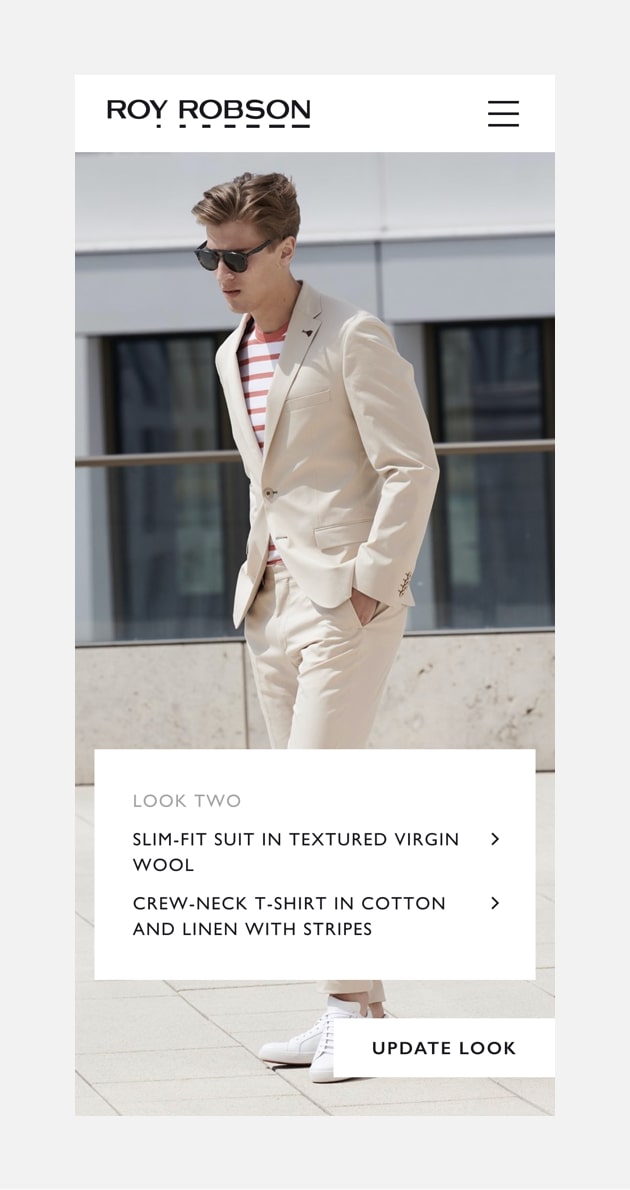 ROY ROBSON
LOOK TWO
SLIM-FIT SUIT IN TEXTURED VIRGIN
WOOL
CREW-NECK T-SHIRT IN COTTON
AND LINEN WITH STRIPES
UPDATE LOOK